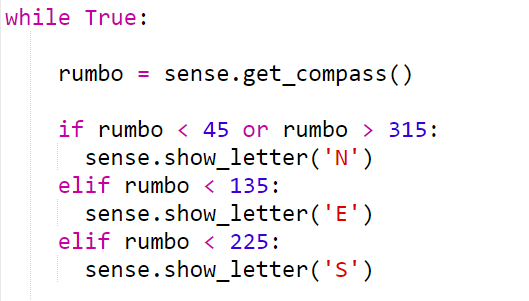 while True:
rumbo = sense.get_compass()
if rumbo < 45 or rumbo > 315:
sense.show_letter('N')
elif rumbo < 135:
sense.show_letter('E')
elif rumbo < 225:
sense.show_letter('S')